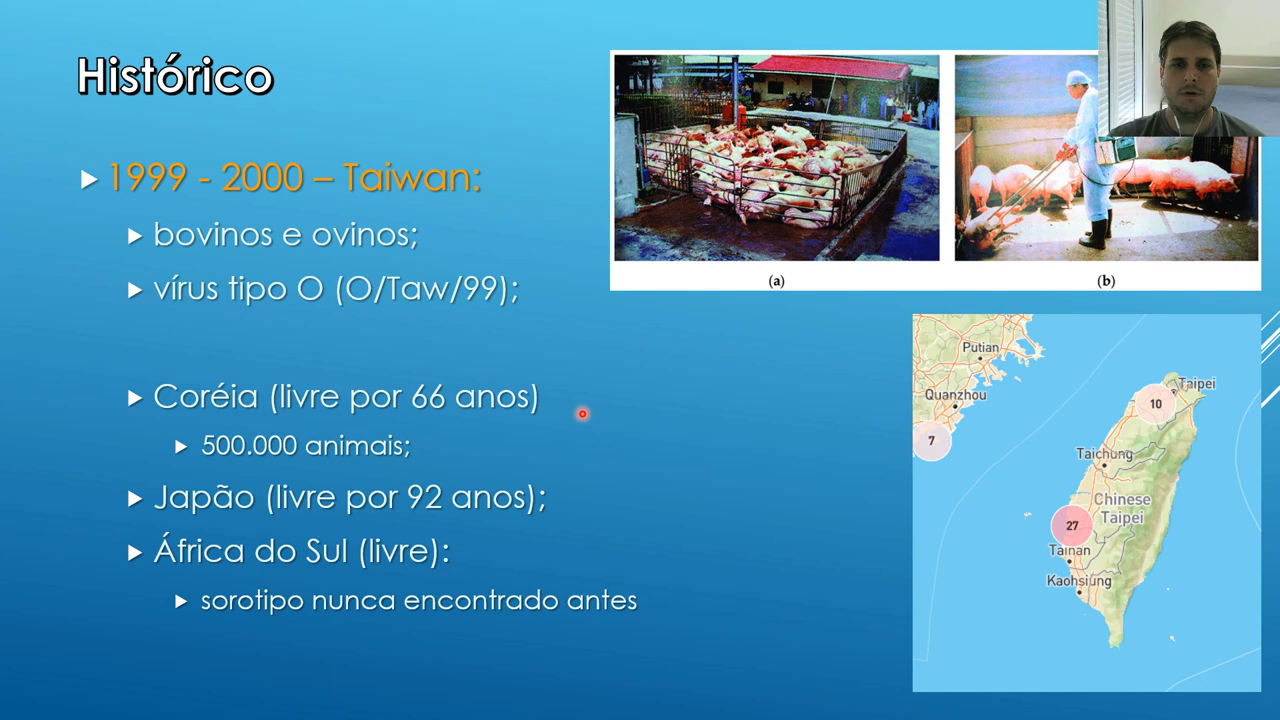 Histórico
1999 - 2000 – Taiwan:
bovinos e ovinos;
vírus tipo O (O/Taw/99);
Coréia (livre por 66 anos)
500.000 animais;
Japão (livre por 92 anos);
África do Sul (livre):
sorotipo nunca encontrado antes
(a)
(b)
Putian
Quanzhou
7
Taipei
10
Taichung
Chinese
Taipei
27
Tainan
Kaohsiung